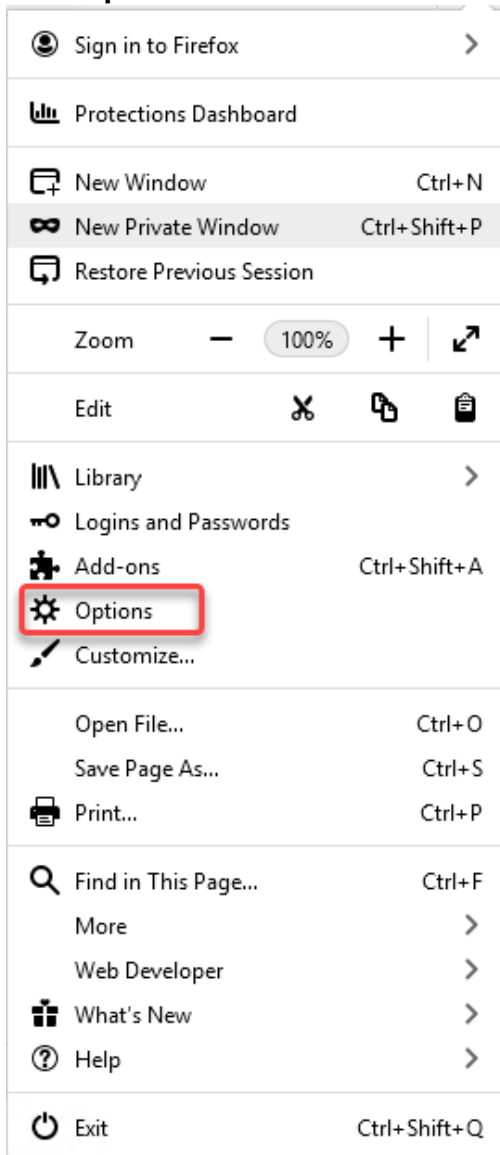 Sign in to Firefox
Protections Dashboard
New Window Ctrl+N
New Private Window Ctrl+Shift+P
Restore Previous Session
Zoom 100%
Edit
Library
Logins and Passwords
Add-ons Ctrl+Shift+A
Options
Customize...
Open File... Ctrl+O
Save Page As... Ctrl+S
Print... Ctrl+P
Find in This Page... Ctrl+F
More
Web Developer
What's New
Help
Exit Ctrl+Shift+Q